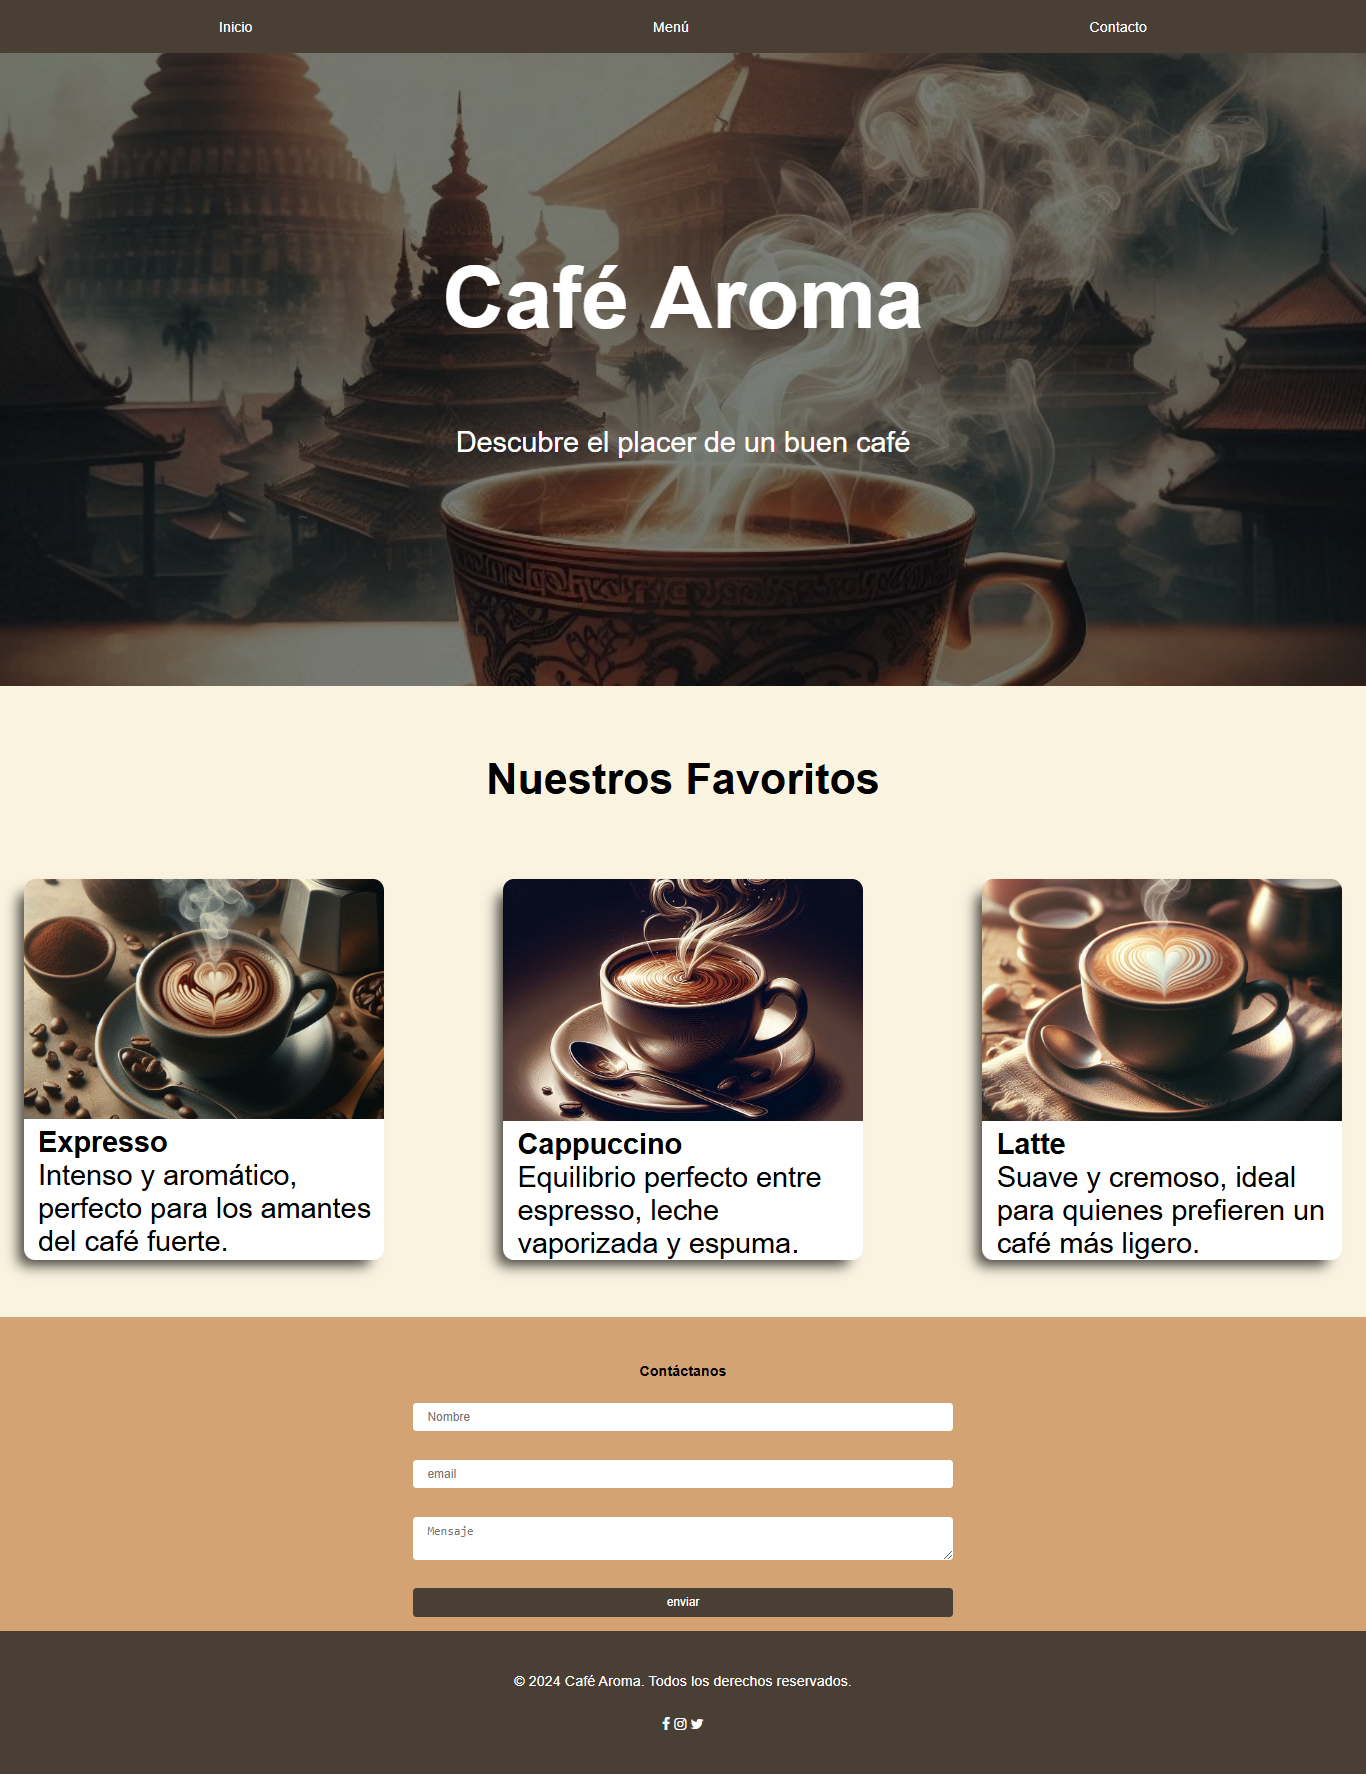 Inicio Menú Contacto
Café Aroma
Descubre el placer de un buen café
Nuestros Favoritos
Expresso
Intenso y aromático,
perfecto para los amantes
del café fuerte.
Cappuccino
Equilibrio perfecto entre
espresso, leche
vaporizada y espuma.
Latte
Suave y cremoso, ideal
para quienes prefieren un
café más ligero.
Contáctanos
Nombre
email
Mensaje
enviar
© 2024 Café Aroma. Todos los derechos reservados.